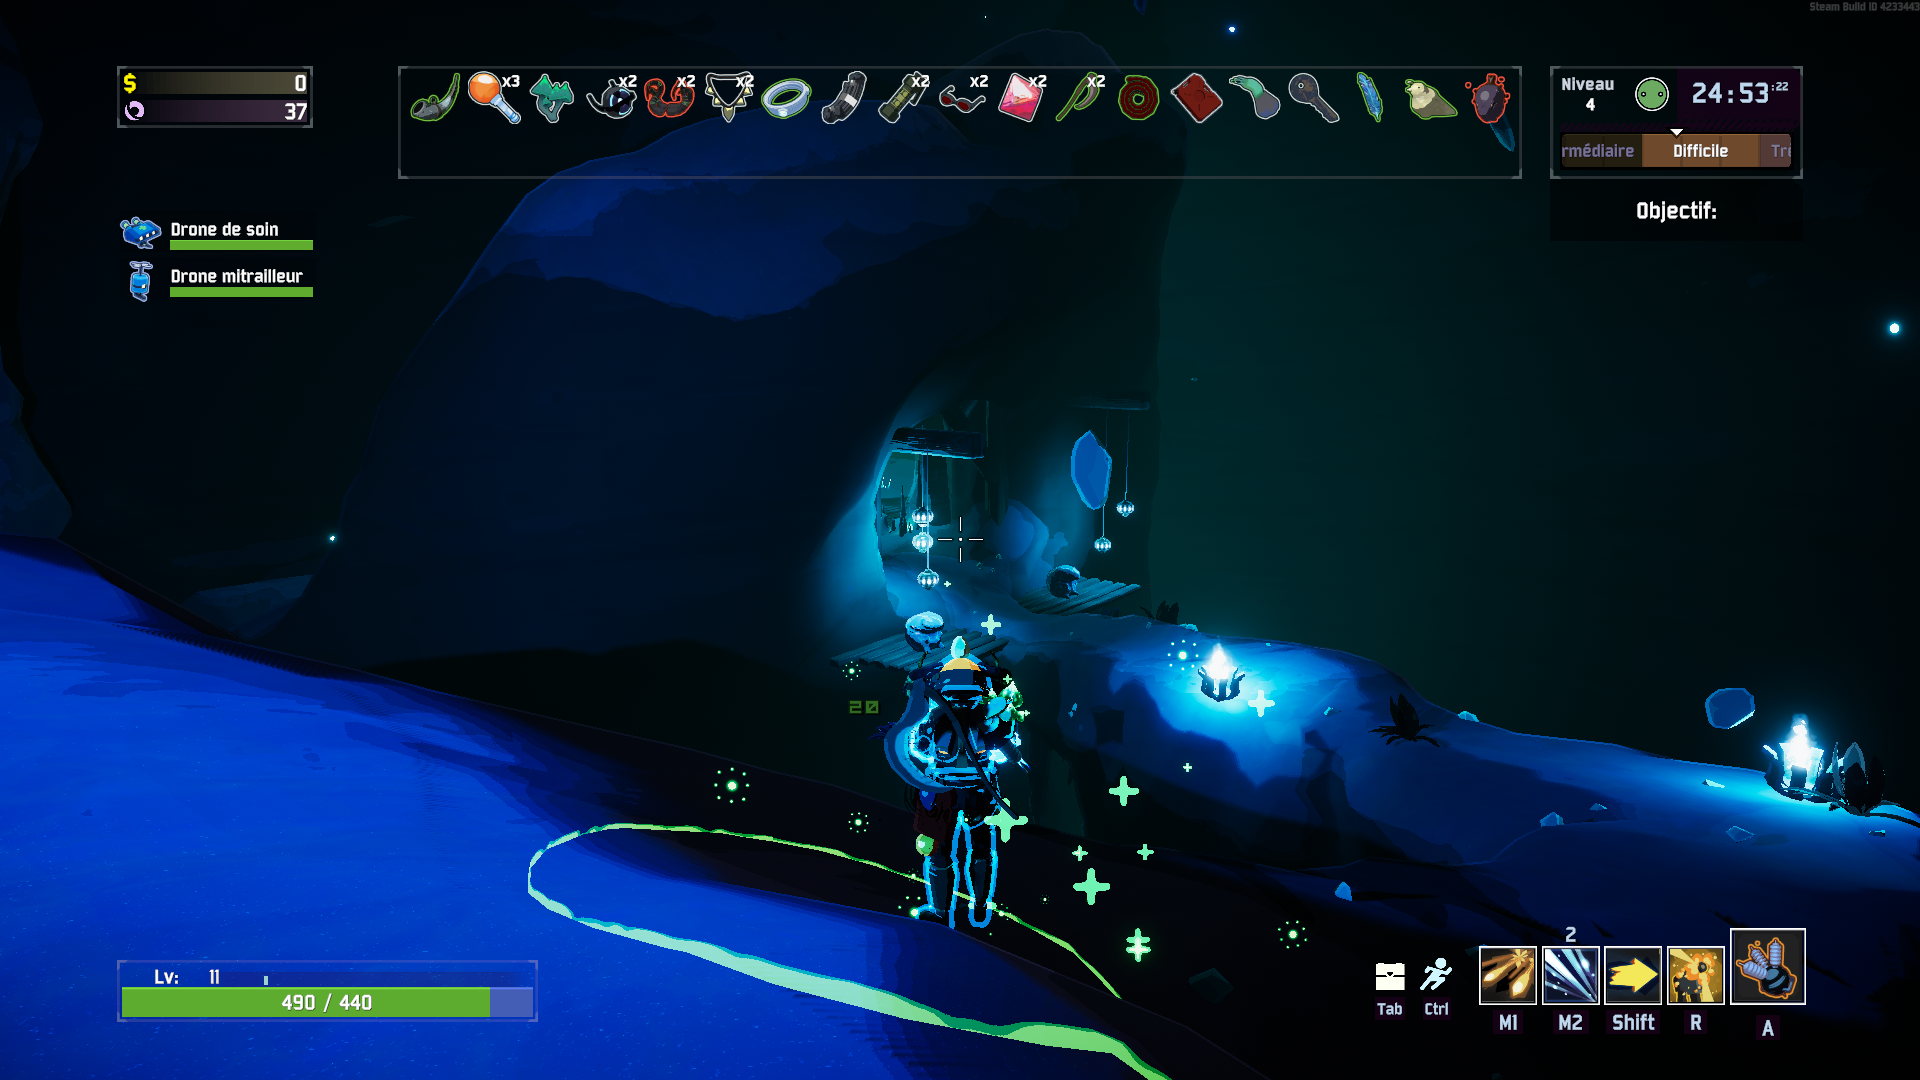 Steam Build ID 4233443
$ 0
37
x3 x2 x2 x2 x2 x2 x2 x2
Niveau
4
24:53:22
rmédiaire Difficile Tré
Objectif:
Drone de soin
Drone mitrailleur
20
Lv: 11
490 / 440
2
Tab Ctrl M1 M2 Shift R A